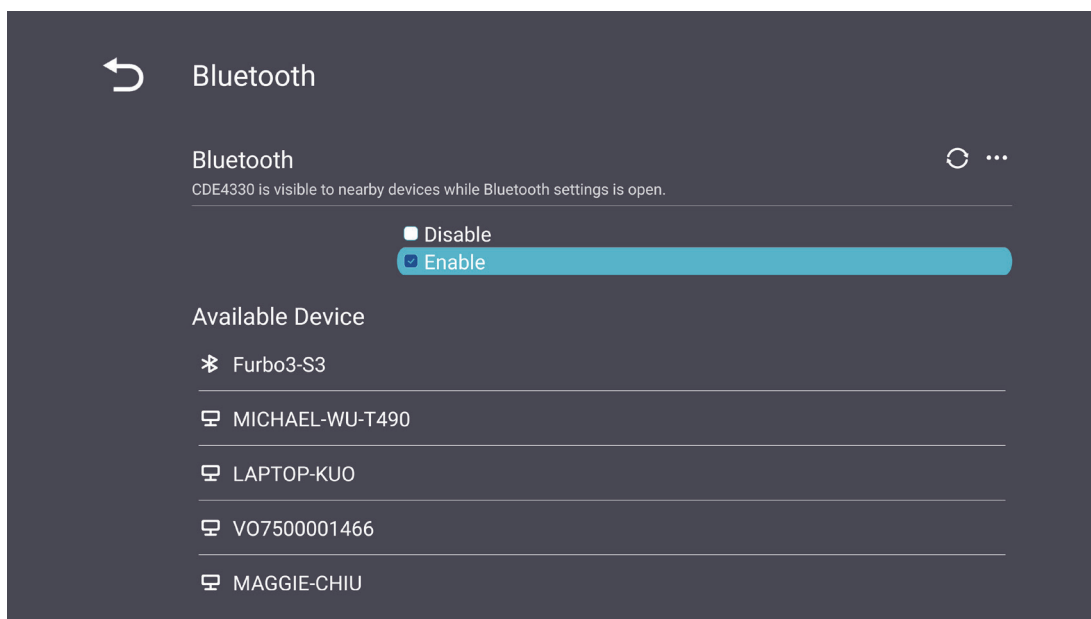 Bluetooth
Bluetooth
CDE4330 is visible to nearby devices while Bluetooth settings is open.
Disable
Enable
Available Device
Furbo3-S3
MICHAEL-WU-T490
LAPTOP-KUO
VO7500001466
MAGGIE-CHIU